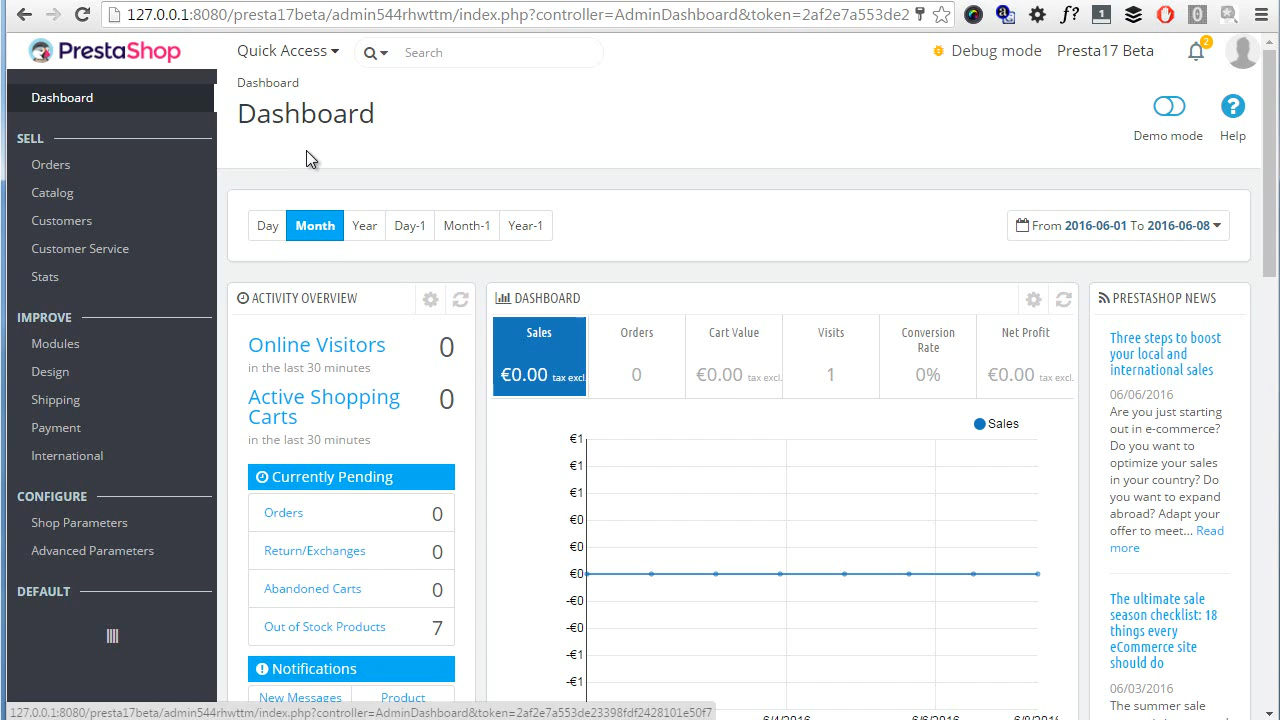 127.0.0.1:8080/presta17beta/admin544rhwttm/index.php?controller=AdminDashboard&token=2af2e7a553de2
PrestaShop
Quick Access
Search
Debug mode
Presta17 Beta
2
Dashboard
Dashboard
Demo mode
Help
Dashboard
SELL
Orders
Catalog
Customers
Customer Service
Stats
IMPROVE
Modules
Design
Shipping
Payment
International
CONFIGURE
Shop Parameters
Advanced Parameters
DEFAULT
Day
Month
Year
Day-1
Month-1
Year-1
From 2016-06-01 To 2016-06-08
ACTIVITY OVERVIEW
Online Visitors 0
in the last 30 minutes
Active Shopping 0
Carts
in the last 30 minutes
Currently Pending
Orders 0
Return/Exchanges 0
Abandoned Carts 0
Out of Stock Products 7
Notifications
New Messages
Product
DASHBOARD
Sales
€0.00 tax excl.
Orders
0
Cart Value
€0.00 tax excl.
Visits
1
Conversion
Rate
0%
Net Profit
€0.00 tax excl.
Sales
€1
€1
€1
€0
€0
€0
-€0
-€0
-€1
-€1
6/4/2016
6/6/2016
6/8/2016
PRESTASHOP NEWS
Three steps to boost
your local and
international sales
06/06/2016
Are you just starting
out in e-commerce?
Do you want to
optimize your sales
in your country? Do
you want to expand
abroad? Adapt your
offer to meet... Read
more
The ultimate sale
season checklist: 18
things every
eCommerce site
should do
06/03/2016
The summer sale
127.0.0.1:8080/presta17beta/admin544rhwttm/index.php?controller=AdminDashboard&token=2af2e7a553de23398fdf2428101e50f7